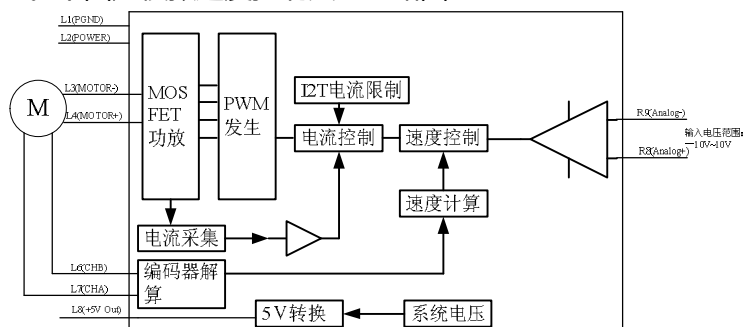 L1(PGND)
L2(POWER)
L3(MOTOR-)
L4(MOTOR+)
M
MOS
FET
功放
PWM
发生
I2T电流限制
电流控制
速度控制
R9(Analog-)
R8(Analog+)
输入电压范围:
—10V~10V
速度计算
电流采集
编码器解
算
L6(CHB)
L7(CHA)
L8(+5V Out)
5V转换
系统电压